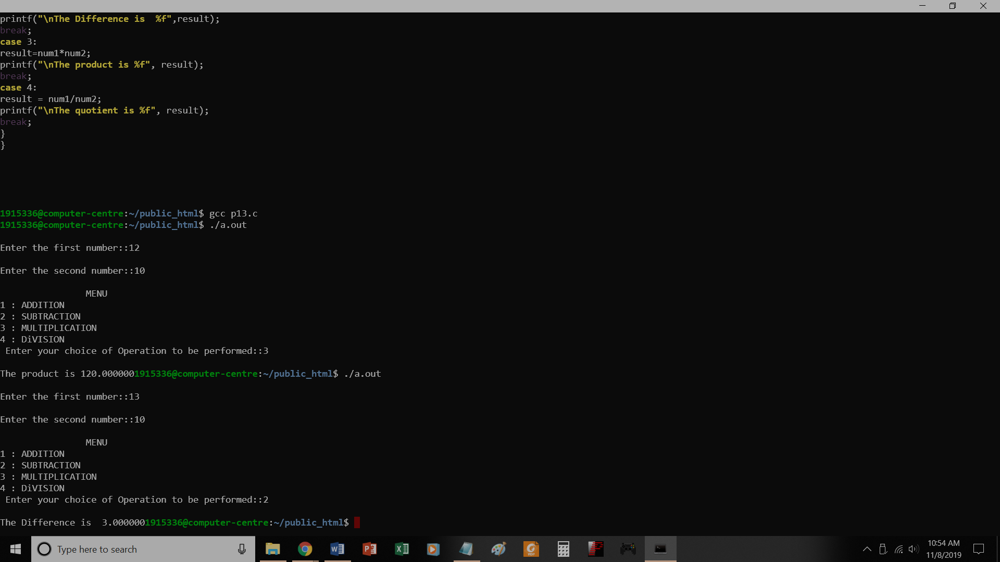 printf("\nThe Difference is  %f",result);
break;
case 3:
result=num1*num2;
printf("\nThe product is %f", result);
break;
case 4:
result = num1/num2;
printf("\nThe quotient is %f", result);
break;
}
}
1915336@computer-centre:~/public_html$ gcc p13.c
1915336@computer-centre:~/public_html$ ./a.out
Enter the first number::12
Enter the second number::10
MENU
1 : ADDITION
2 : SUBTRACTION
3 : MULTIPLICATION
4 : DiVISION
Enter your choice of Operation to be performed::3
The product is 120.0000001915336@computer-centre:~/public_html$ ./a.out
Enter the first number::13
Enter the second number::10
MENU
1 : ADDITION
2 : SUBTRACTION
3 : MULTIPLICATION
4 : DiVISION
Enter your choice of Operation to be performed::2
The Difference is  3.0000001915336@computer-centre:~/public_html$
Type here to search
10:54 AM
11/8/2019